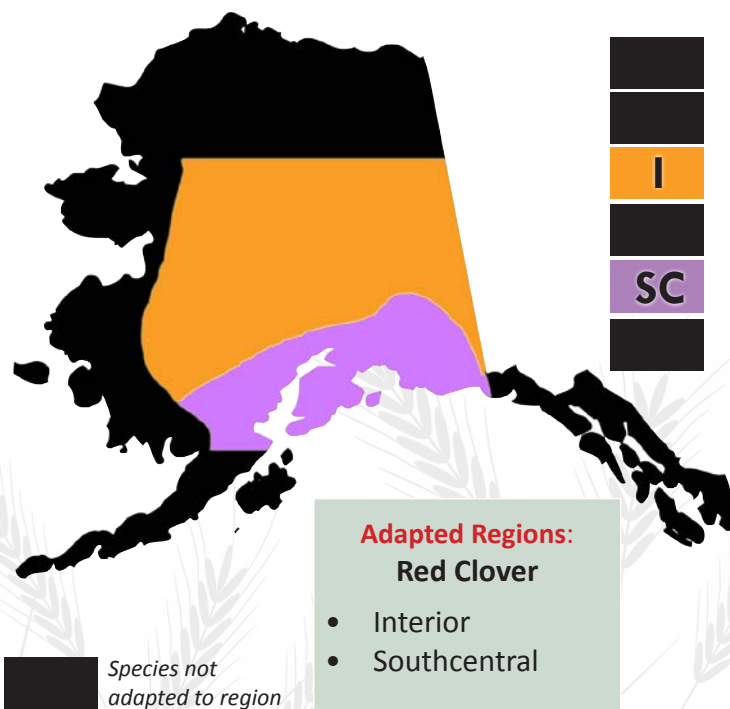 I
SC
Adapted Regions:
Red Clover
• Interior
• Southcentral
Species not
adapted to region